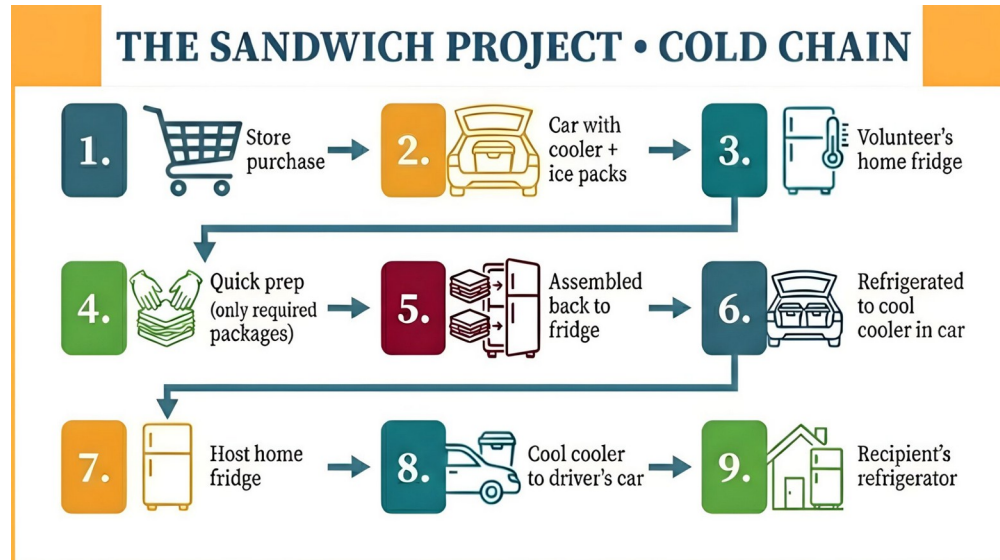 THE SANDWICH PROJECT • COLD CHAIN
1.
Store
purchase
2.
Car with
cooler +
ice packs
3.
Volunteer's
home fridge
4.
Quick prep
(only required
packages)
5.
Assembled
back to
fridge
6.
Refrigerated
to cool
cooler in car
7.
Host home
fridge
8.
Cool cooler
to driver's car
9.
Recipient's
refrigerator